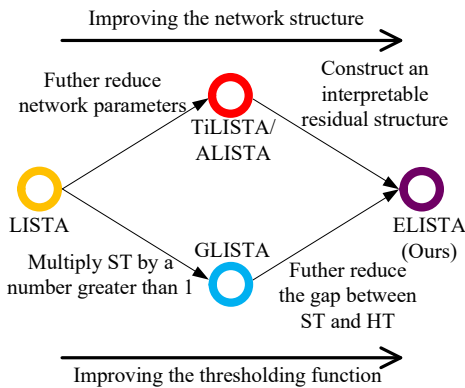 Improving the network structure
Futher reduce
network parameters
Construct an
interpretable
residual structure
TiLISTA/
ALISTA
LISTA
ELISTA
(Ours)
GLISTA
Multiply ST by a
number greater than 1
Futher reduce
the gap between
ST and HT
Improving the thresholding function